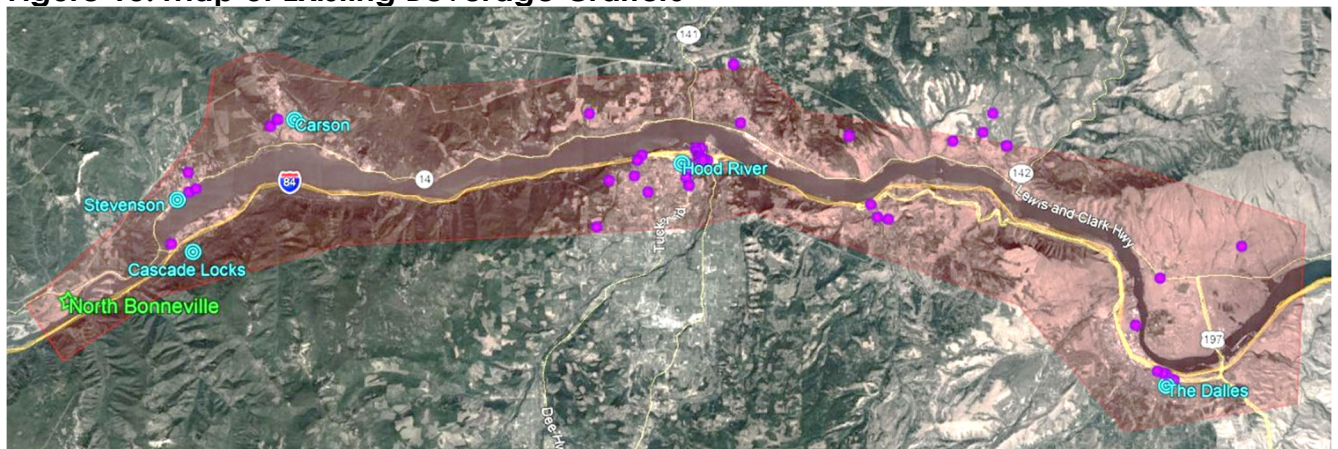 141
Carson
Hood River
84
14
142
Stevenson
Lewis and Clark Hwy
Tucks
Cascade Locks
North Bonneville
197
The Dalles